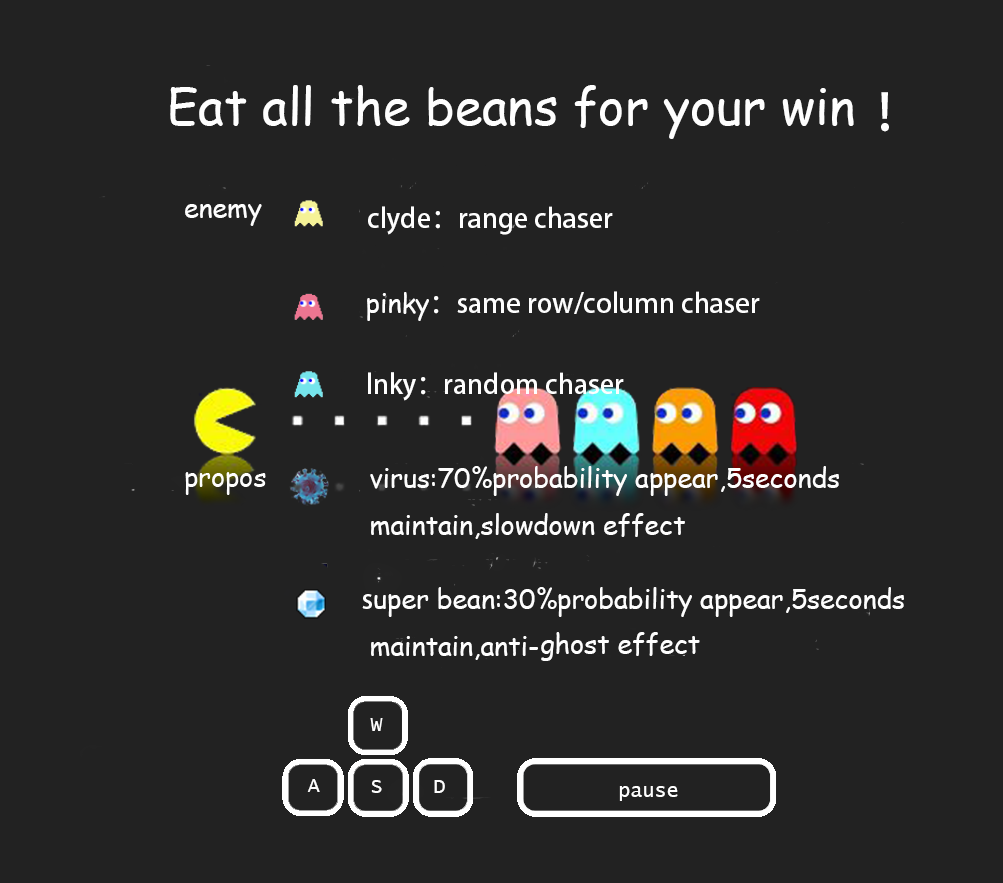 Eat all the beans for your win！
enemy
clyde：range chaser
pinky：same row/column chaser
lnky：random chaser
propos
virus:70%probability appear,5seconds
maintain,slowdown effect
super bean:30%probability appear,5seconds
maintain,anti-ghost effect
W
A S D
pause